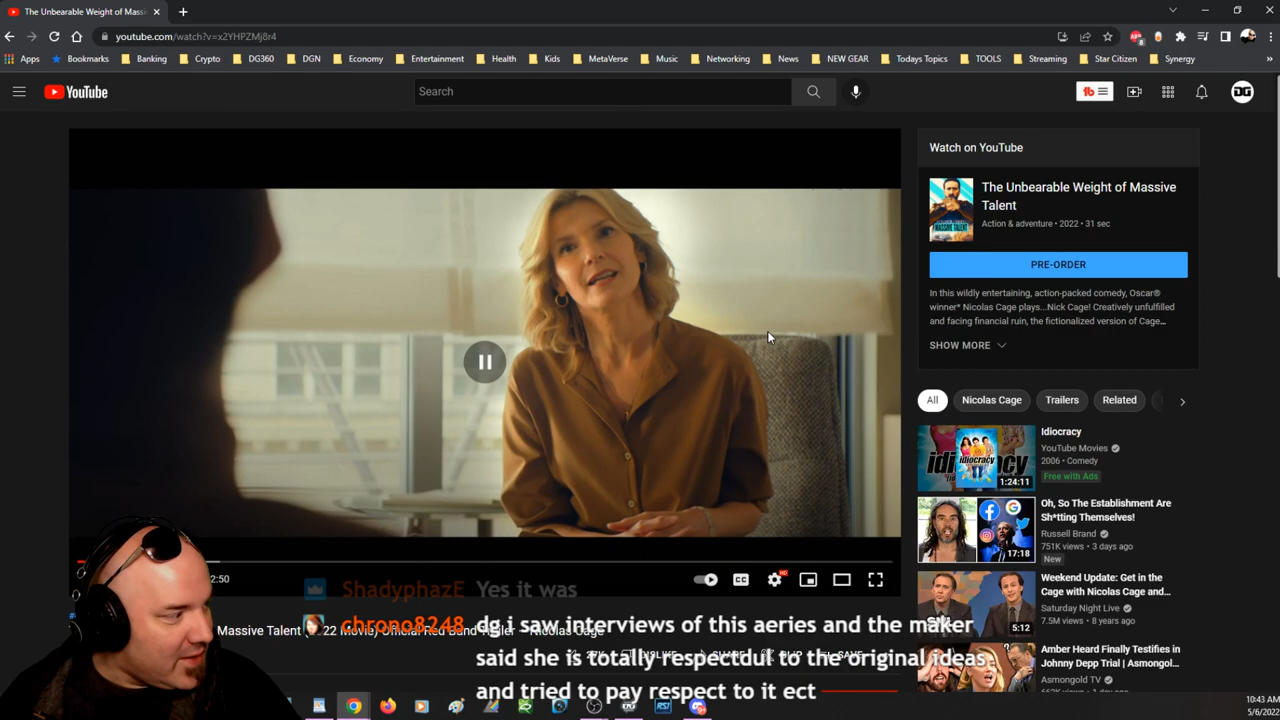 The Unbearable Weight of Massi
youtube.com/watch?v=x2YHPZMj8r4
Apps Bookmarks Banking Crypto DG360 DGN Economy Entertainment Health Kids MetaVerse Music Networking News NEW GEAR Todays Topics TOOLS Streaming Star Citizen Synergy
YouTube
Search
DG
Watch on YouTube
The Unbearable Weight of Massive
Talent
Action & adventure • 2022 • 31 sec
PRE-ORDER
In this wildly entertaining, action-packed comedy, Oscar®
winner* Nicolas Cage plays...Nick Cage! Creatively unfulfilled
and facing financial ruin, the fictionalized version of Cage...
SHOW MORE
All Nicolas Cage Trailers Related
Idiocracy
YouTube Movies
2006 • Comedy
Free with Ads
idiocracy
1:24:11
Oh, So The Establishment Are
Sh*tting Themselves!
Russell Brand
751K views • 3 days ago
New
17:18
Weekend Update: Get in the
Cage with Nicolas Cage and...
Saturday Night Live
7.5M views • 8 years ago
5:12
Amber Heard Finally Testifies in
Johnny Depp Trial | Asmongol...
Asmongold TV
2:50
CC
HD
ShadyphazE Yes it was
chrono8248 dg i saw interviews of this aeries and the maker
said she is totally respectdul to the original ideas
and tried to pay respect to it ect
Massive Talent
10:43 AM
5/6/2022